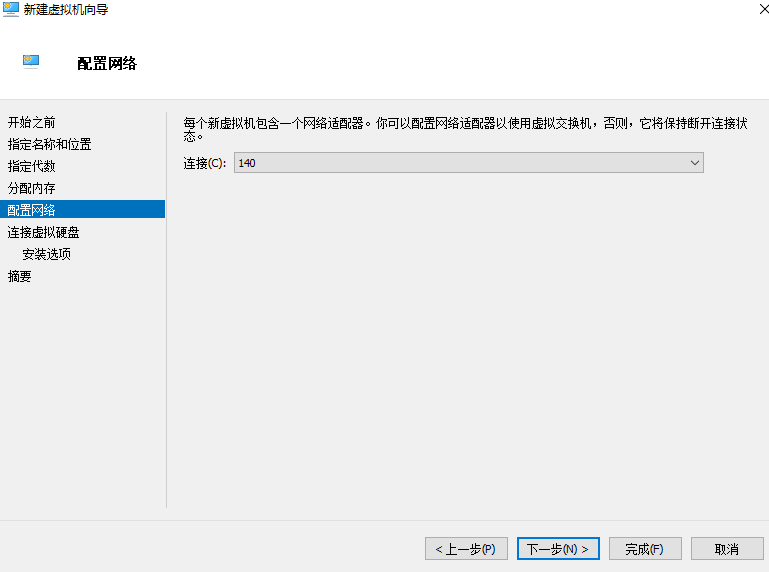 新建虚拟机向导
配置网络
开始之前
指定名称和位置
指定代数
分配内存
配置网络
连接虚拟硬盘
安装选项
摘要
每个新虚拟机包含一个网络适配器。你可以配置网络适配器以使用虚拟交换机，否则，它将保持断开连接状
态。
连接(C): 140
< 上一步(P) 下一步(N) > 完成(F) 取消